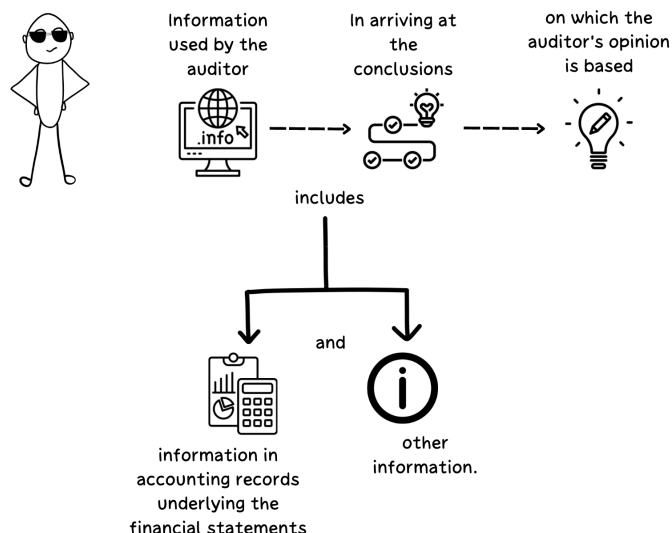 Information
used by the
auditor
In arriving at
the
conclusions
on which the
auditor's opinion
is based
.info
includes
and
information in
accounting records
underlying the
financial statements
other
information.